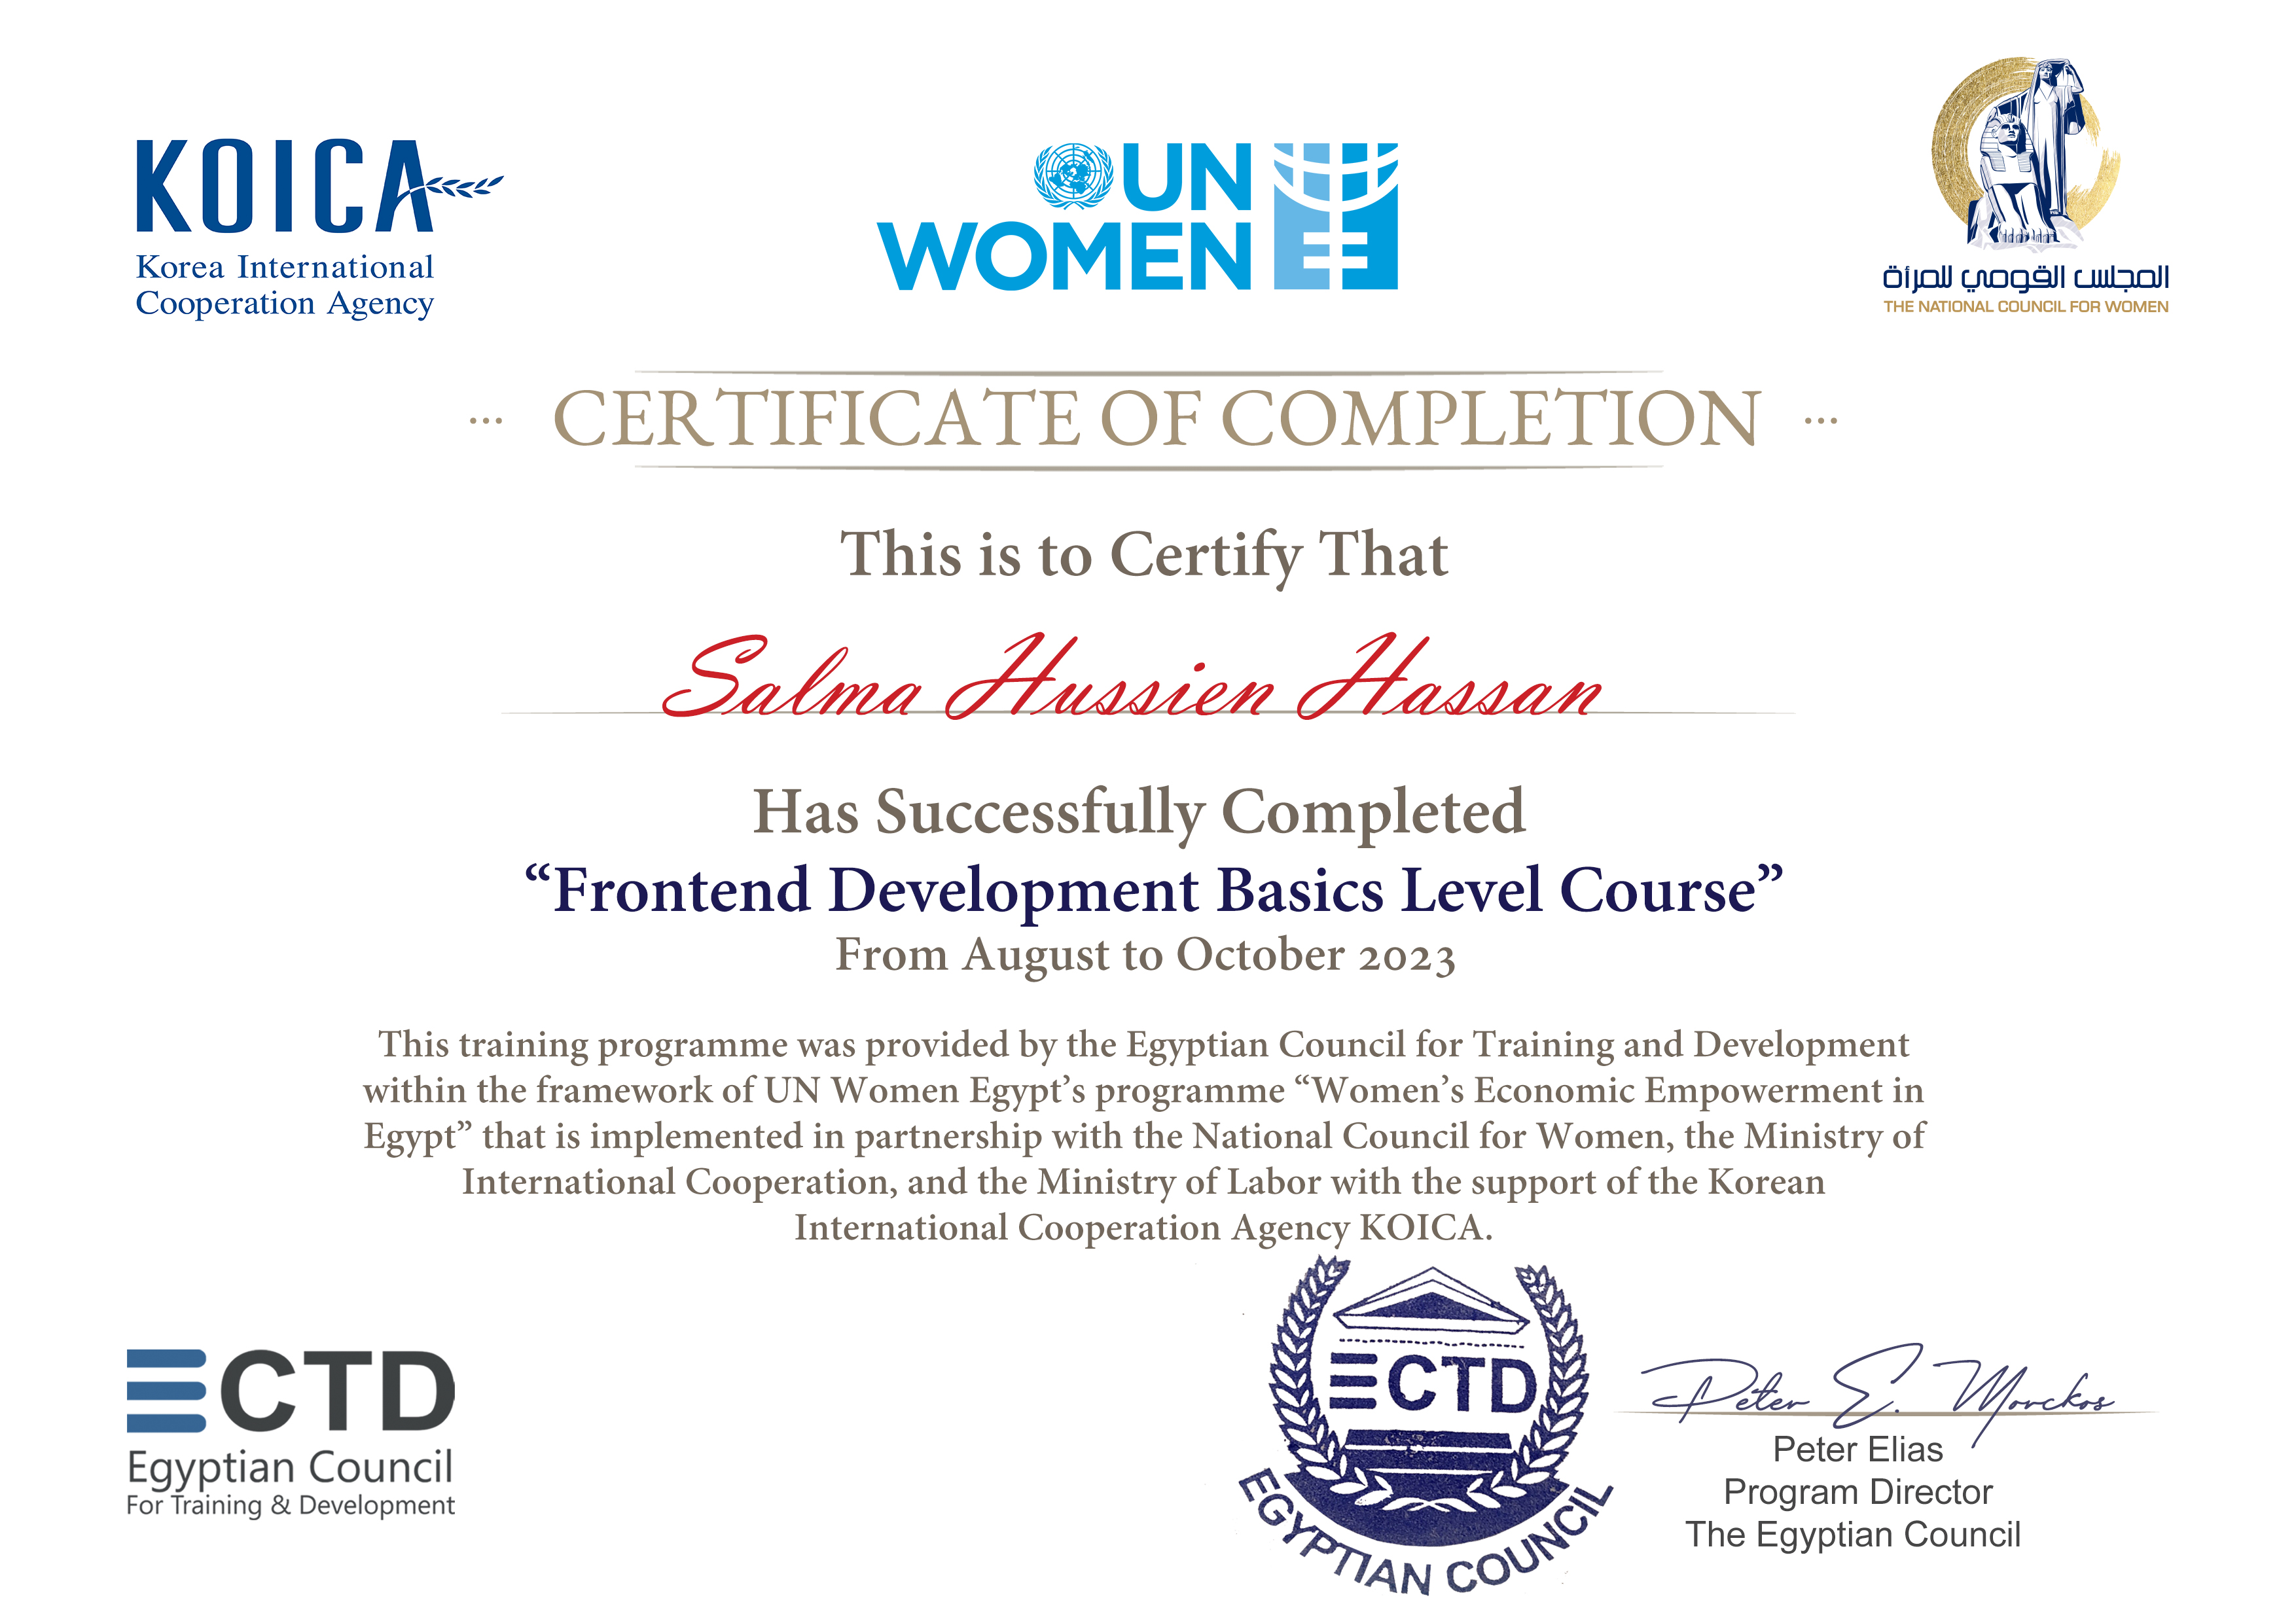 KOICA
Korea International
Cooperation Agency
UN
WOMEN
المجلس القومي للمرأة
THE NATIONAL COUNCIL FOR WOMEN
... CERTIFICATE OF COMPLETION ...
This is to Certify That
Salma Hussien Hassan
Has Successfully Completed
“Frontend Development Basics Level Course”
From August to October 2023
This training programme was provided by the Egyptian Council for Training and Development
within the framework of UN Women Egypt’s programme “Women’s Economic Empowerment in
Egypt” that is implemented in partnership with the National Council for Women, the Ministry of
International Cooperation, and the Ministry of Labor with the support of the Korean
International Cooperation Agency KOICA.
ECTD
Egyptian Council
For Training & Development
ECTD
EGYPTIAN COUNCIL
Peter E. Morckos
Peter Elias
Program Director
The Egyptian Council